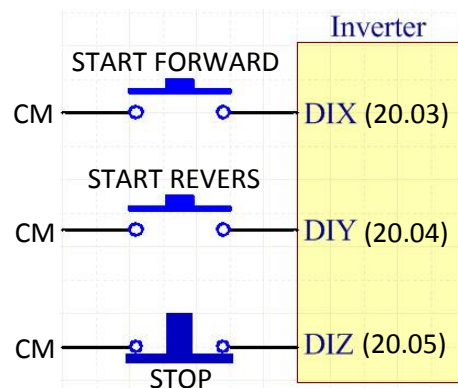 Inverter
START FORWARD
CM DIX (20.03)
START REVERS
CM DIY (20.04)
CM DIZ (20.05)
STOP